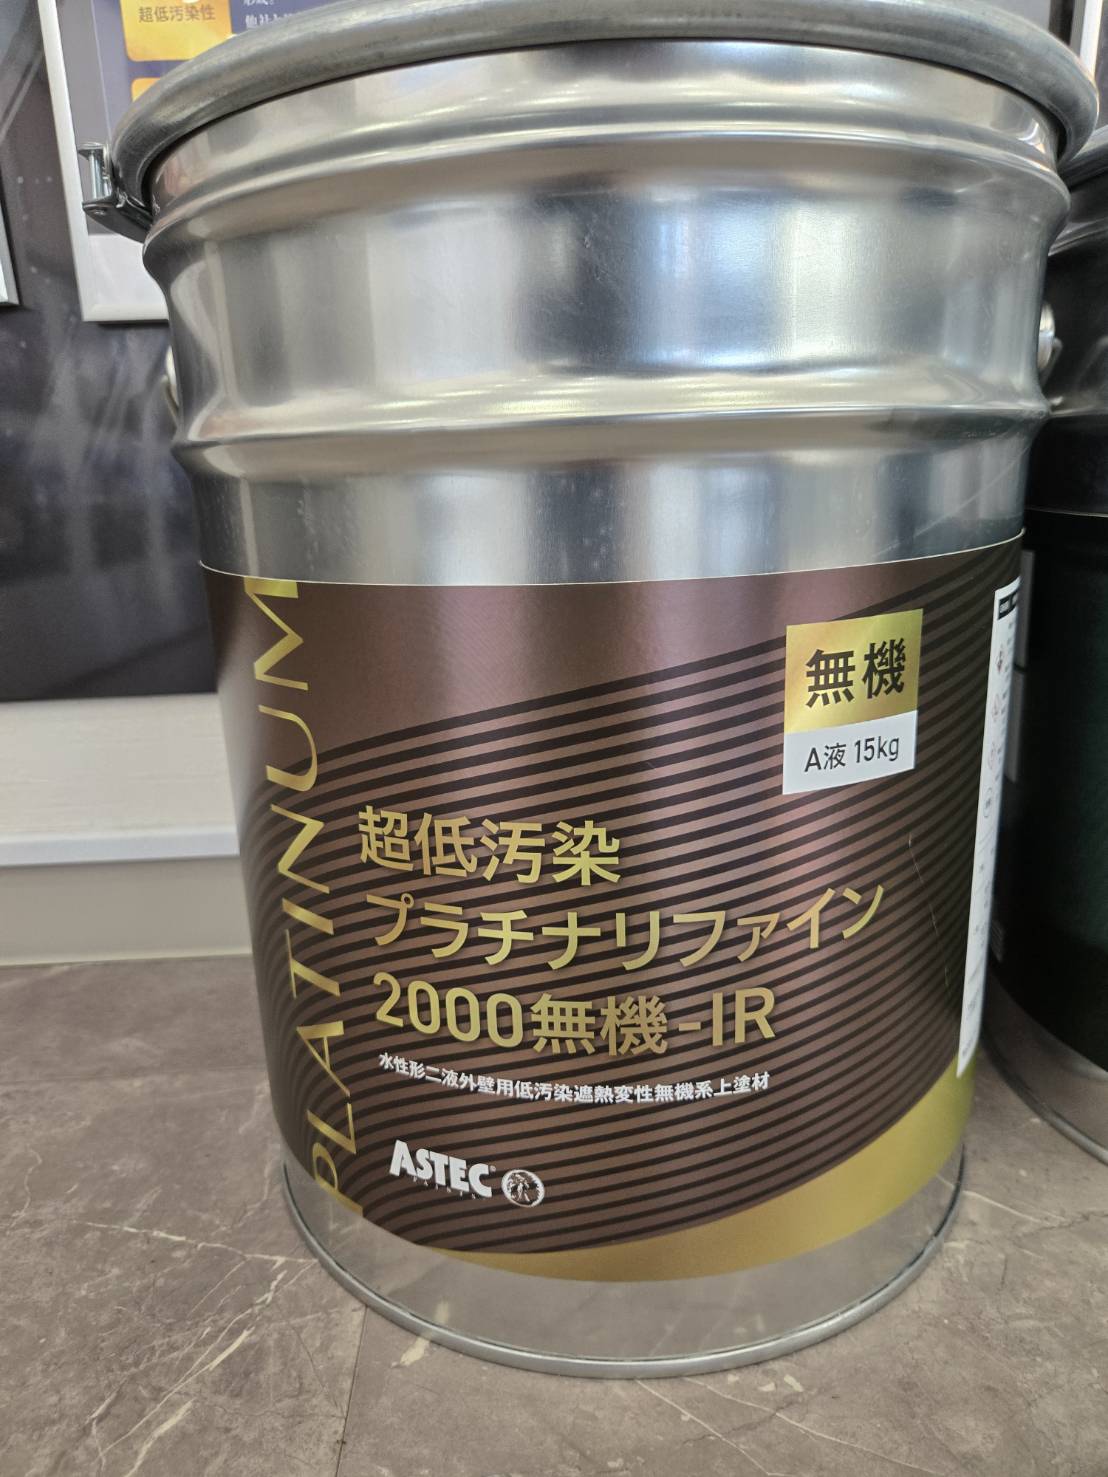 超低汚染性
無機
A液 15kg
PLATINUM
超低汚染
プラチナリファイン
2000無機-IR
水性形二液外壁用低汚染遮熱変性無機系上塗材
ASTEC
PAINTS